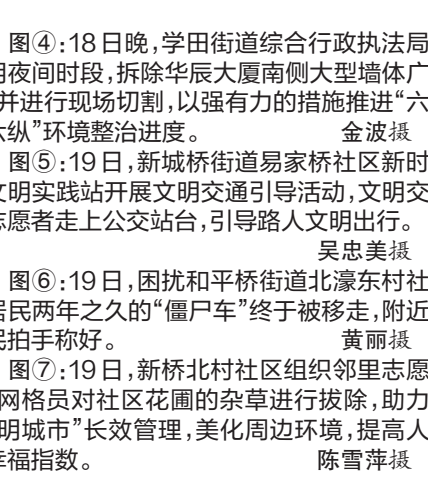 图④:18日晚,学田街道综合行政执法局
用夜间时段,拆除华辰大厦南侧大型墙体广
并进行现场切割,以强有力的措施推进“六
六纵”环境整治进度。 金波摄
图⑤:19日,新城桥街道易家桥社区新时
文明实践站开展文明交通引导活动,文明交
志愿者走上公交站台,引导路人文明出行。
吴忠美摄
图⑥:19日,困扰和平桥街道北濠东村社
居民两年之久的“僵尸车”终于被移走,附近
民拍手称好。 黄丽摄
图⑦:19日,新桥北村社区组织邻里志愿
网格员对社区花圃的杂草进行拔除,助力
明城市”长效管理,美化周边环境,提高人
幸福指数。 陈雪萍摄